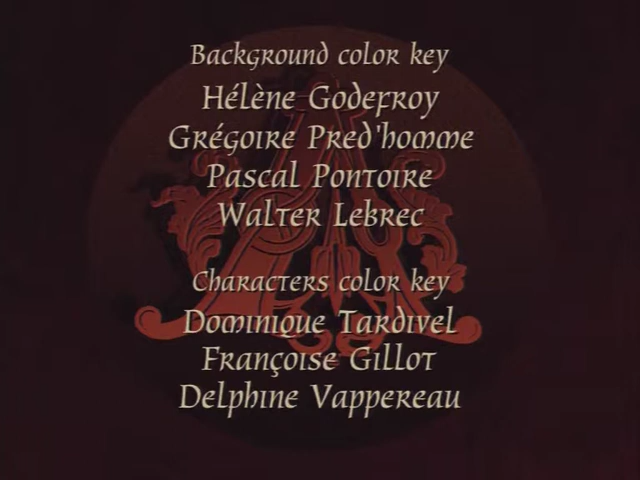 Background color key
Hélène Godefroy
Grégoire Pred'homme
Pascal Pontoire
Walter Lebrec
Characters color key
Dominique Tardivel
Françoise Gillot
Delphine Vappereau